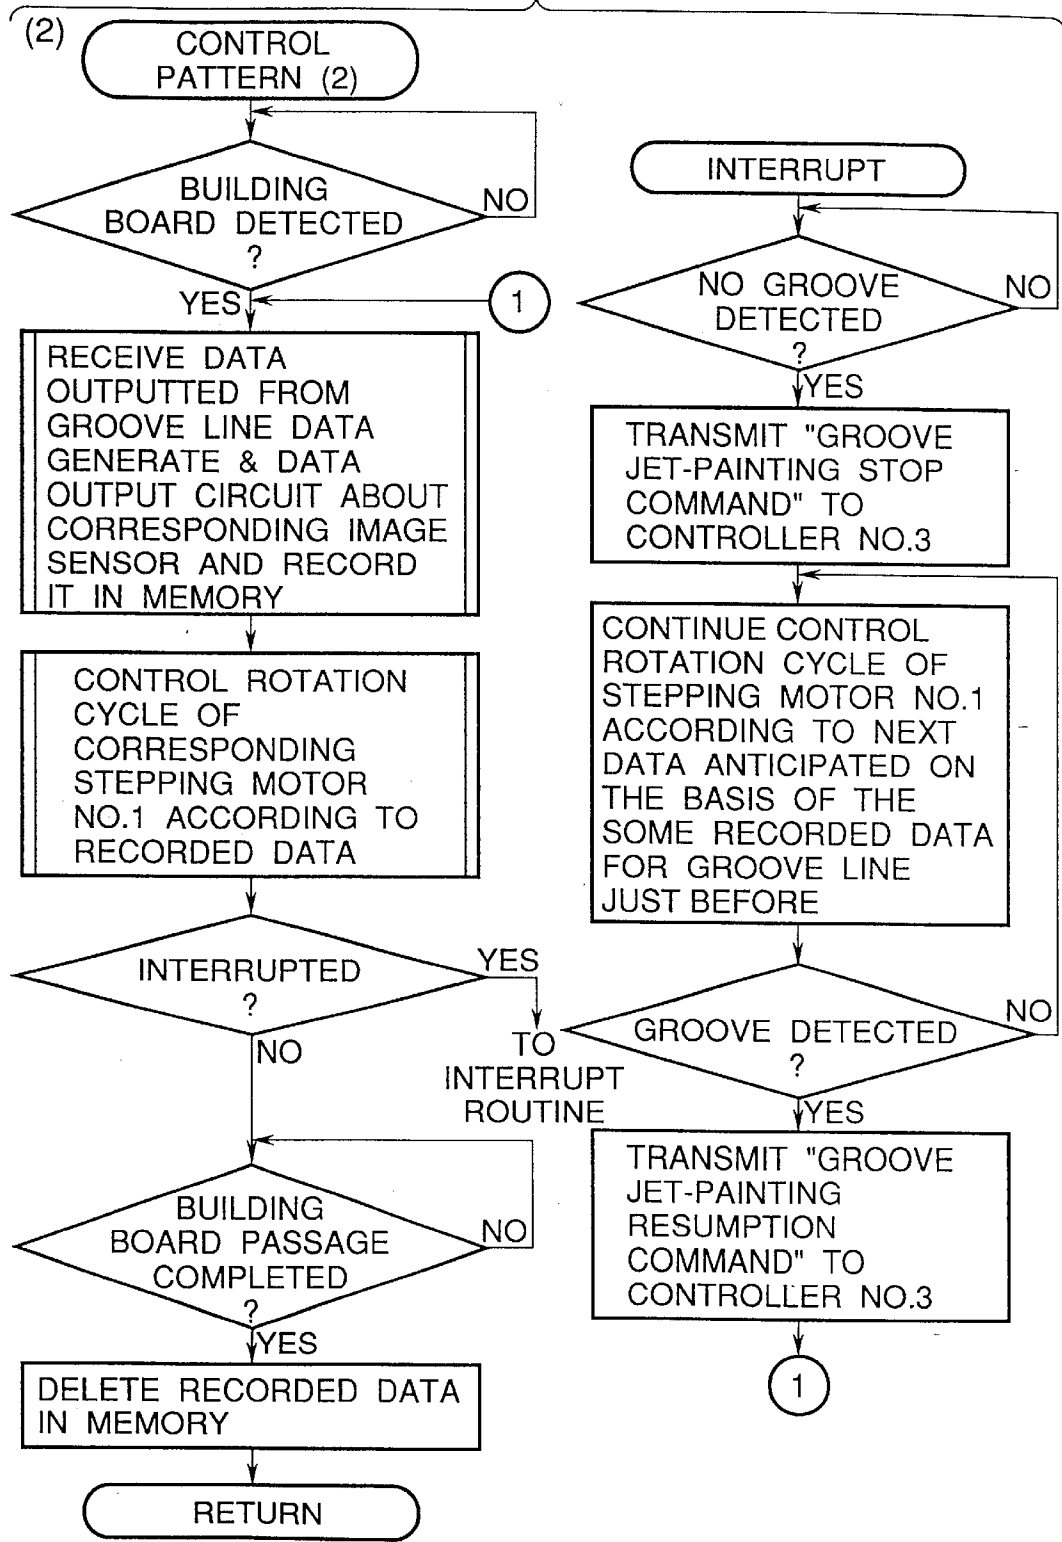 (2)
CONTROL
PATTERN (2)
BUILDING
BOARD DETECTED
?
NO
YES
1
RECEIVE DATA
OUTPUTTED FROM
GROOVE LINE DATA
GENERATE & DATA
OUTPUT CIRCUIT ABOUT
CORRESPONDING IMAGE
SENSOR AND RECORD
IT IN MEMORY
CONTROL ROTATION
CYCLE OF
CORRESPONDING
STEPPING MOTOR
NO.1 ACCORDING TO
RECORDED DATA
INTERRUPTED
?
YES
TO
INTERRUPT
ROUTINE
NO
BUILDING
BOARD PASSAGE
COMPLETED
?
NO
YES
DELETE RECORDED DATA
IN MEMORY
RETURN
INTERRUPT
NO GROOVE
DETECTED
?
NO
YES
TRANSMIT "GROOVE
JET-PAINTING STOP
COMMAND" TO
CONTROLLER NO.3
CONTINUE CONTROL
ROTATION CYCLE OF
STEPPING MOTOR NO.1
ACCORDING TO NEXT
DATA ANTICIPATED ON
THE BASIS OF THE
SOME RECORDED DATA
FOR GROOVE LINE
JUST BEFORE
GROOVE DETECTED
?
NO
YES
TRANSMIT "GROOVE
JET-PAINTING
RESUMPTION
COMMAND" TO
CONTROLLER NO.3
1